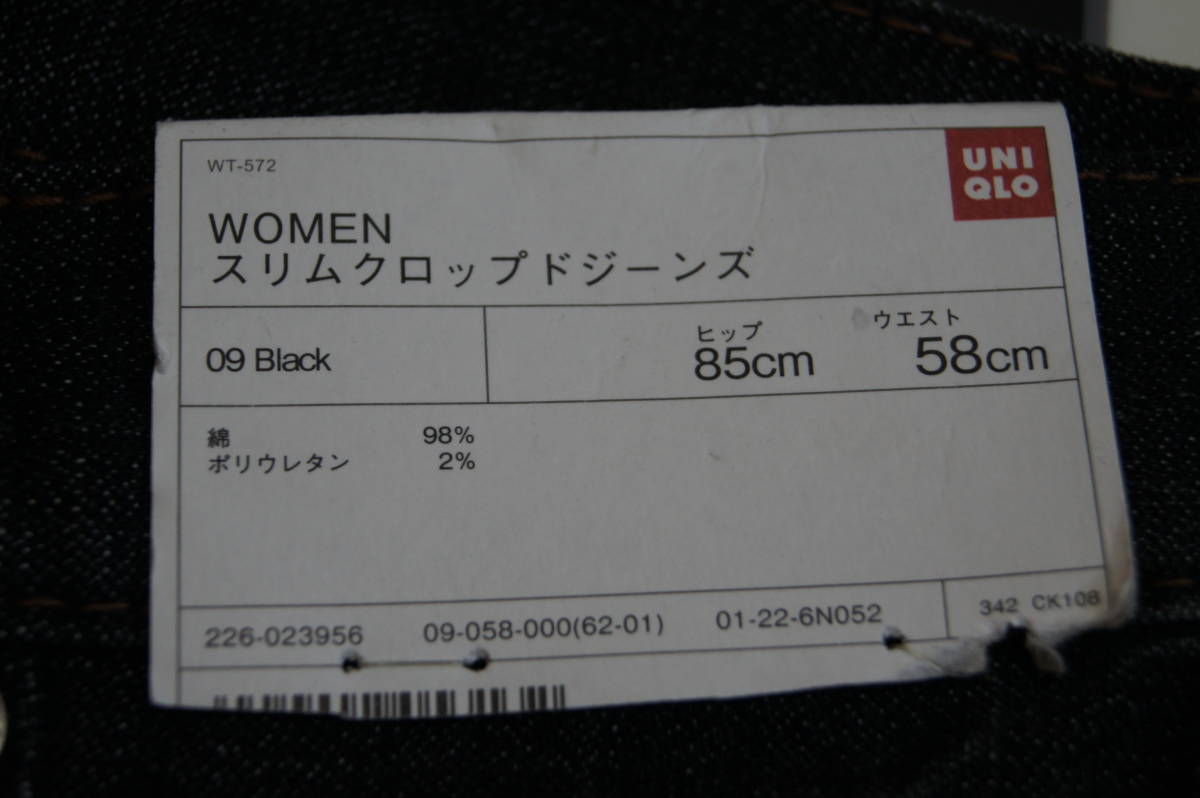 WT-572
UNI
QLO
WOMEN
スリムクロップドジーンズ
09 Black
ヒップ
85cm
ウエスト
58cm
綿 98%
ポリウレタン 2%
226-023956 09-058-000(62-01) 01-22-6N052 342 CK108